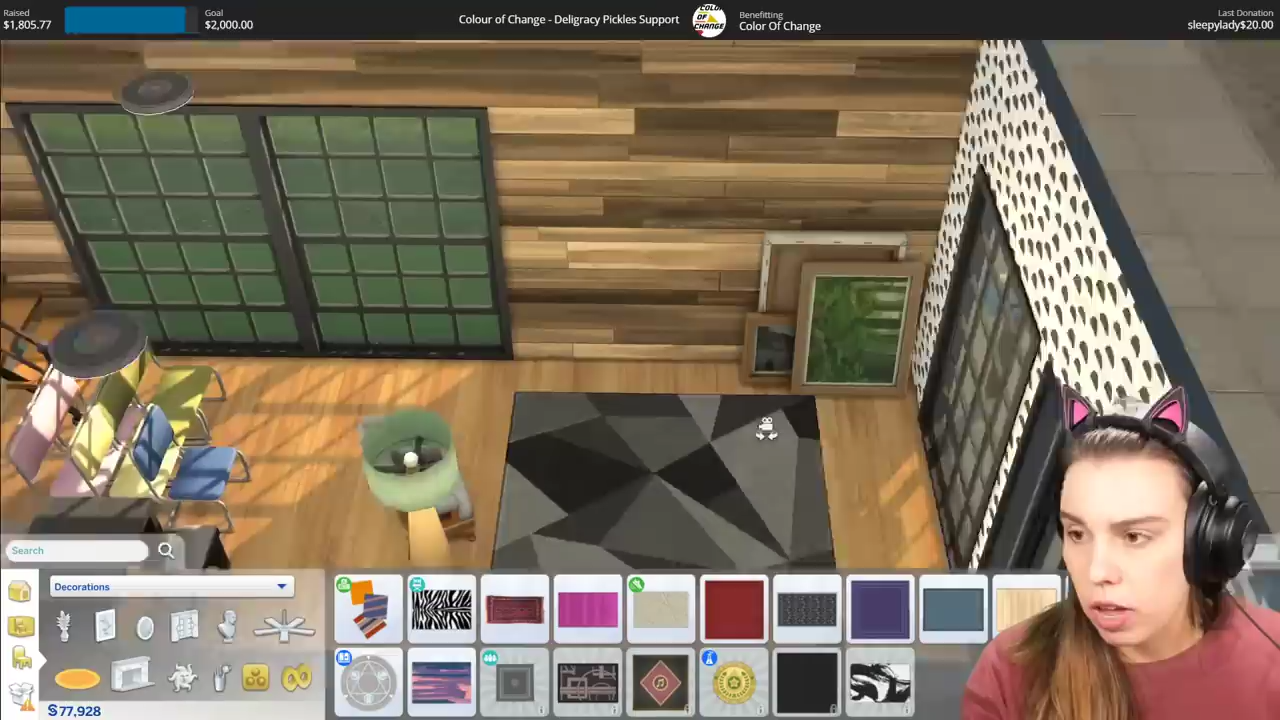 Raised
$1,805.77
Goal
$2,000.00
Colour of Change - Deligracy Pickles Support
COLOR
OF
CHANGE
Benefitting
Color Of Change
Last Donation
sleepylady$20.00
Search
Decorations
$77,928